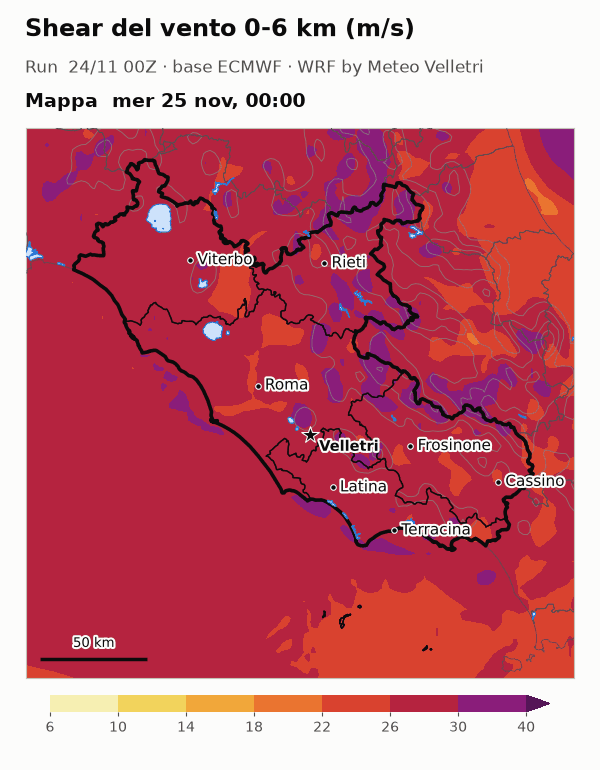 Shear del vento 0-6 km (m/s)
Run 24/11 00Z · base ECMWF · WRF by Meteo Velletri
Mappa mer 25 nov, 00:00
Viterbo
Rieti
Roma
Velletri
Frosinone
Latina
Cassino
Terracina
50 km
6 10 14 18 22 26 30 40